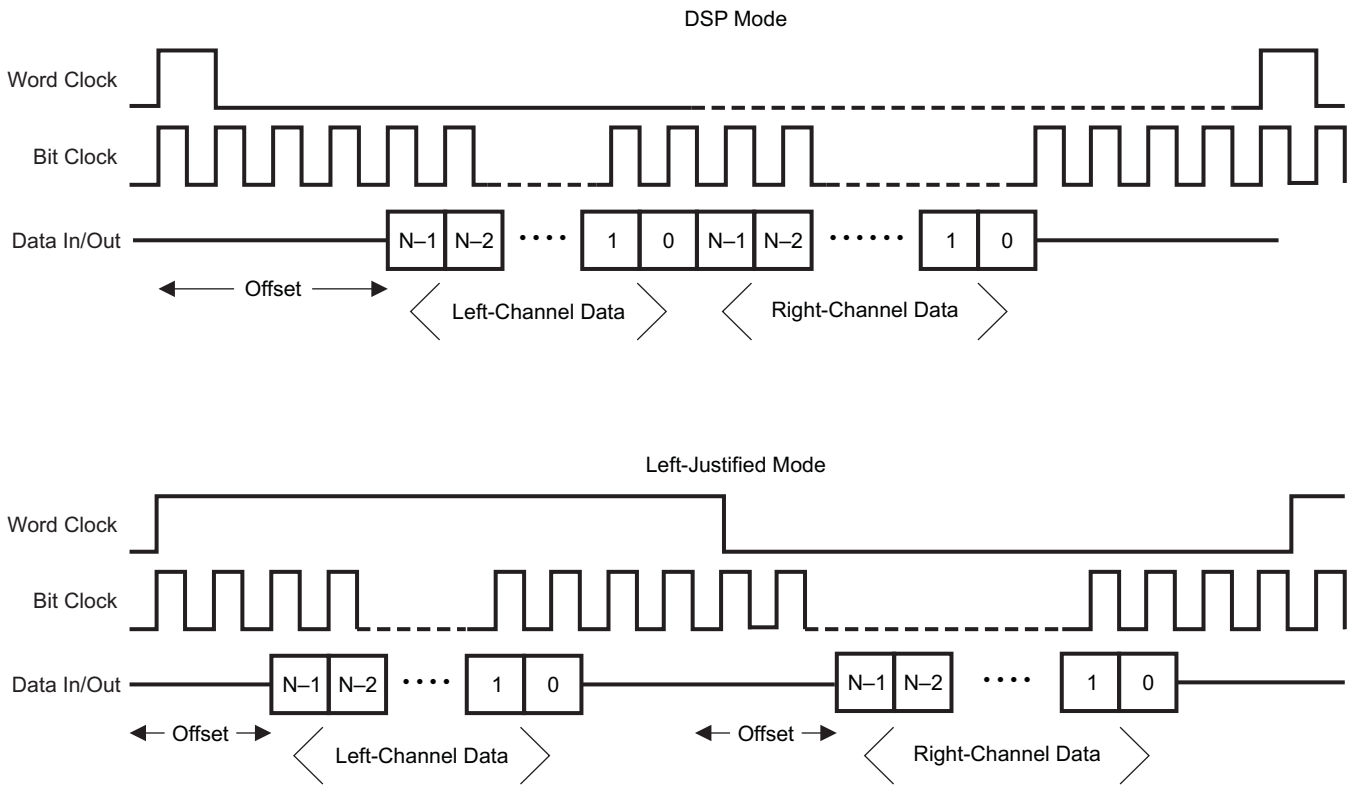 DSP Mode
Word Clock
Bit Clock
Data In/Out
N–1 N–2 •••• 1 0 N–1 N–2 •••••• 1 0
Offset
Left-Channel Data
Right-Channel Data
Left-Justified Mode
Word Clock
Bit Clock
Data In/Out
N–1 N–2 •••• 1 0 N–1 N–2 •••• 1 0
Offset
Left-Channel Data
Offset
Right-Channel Data